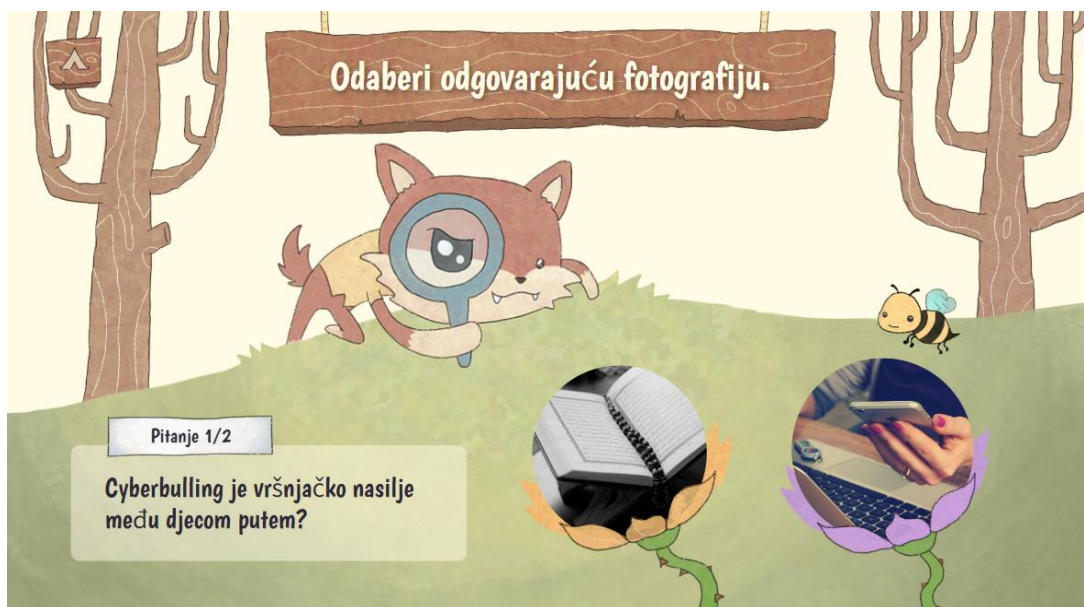 Odaberi odgovarajuću fotografiju.
Pitanje 1/2
Cyberbulling je vršnjačko nasilje
među djecom putem?